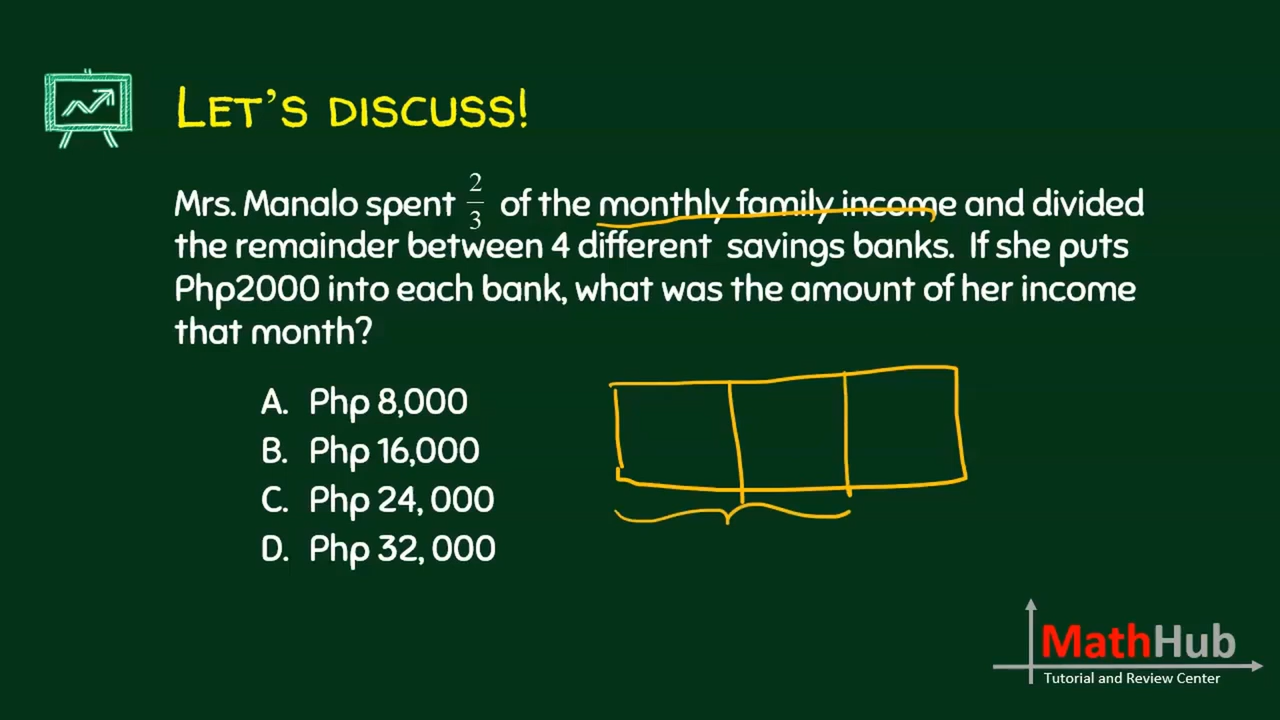 LET'S DISCUSS!
Mrs. Manalo spent 2/3 of the monthly family income and divided
the remainder between 4 different savings banks. If she puts
Php2000 into each bank, what was the amount of her income
that month?
A. Php 8,000
B. Php 16,000
C. Php 24, 000
D. Php 32, 000
MathHub
Tutorial and Review Center